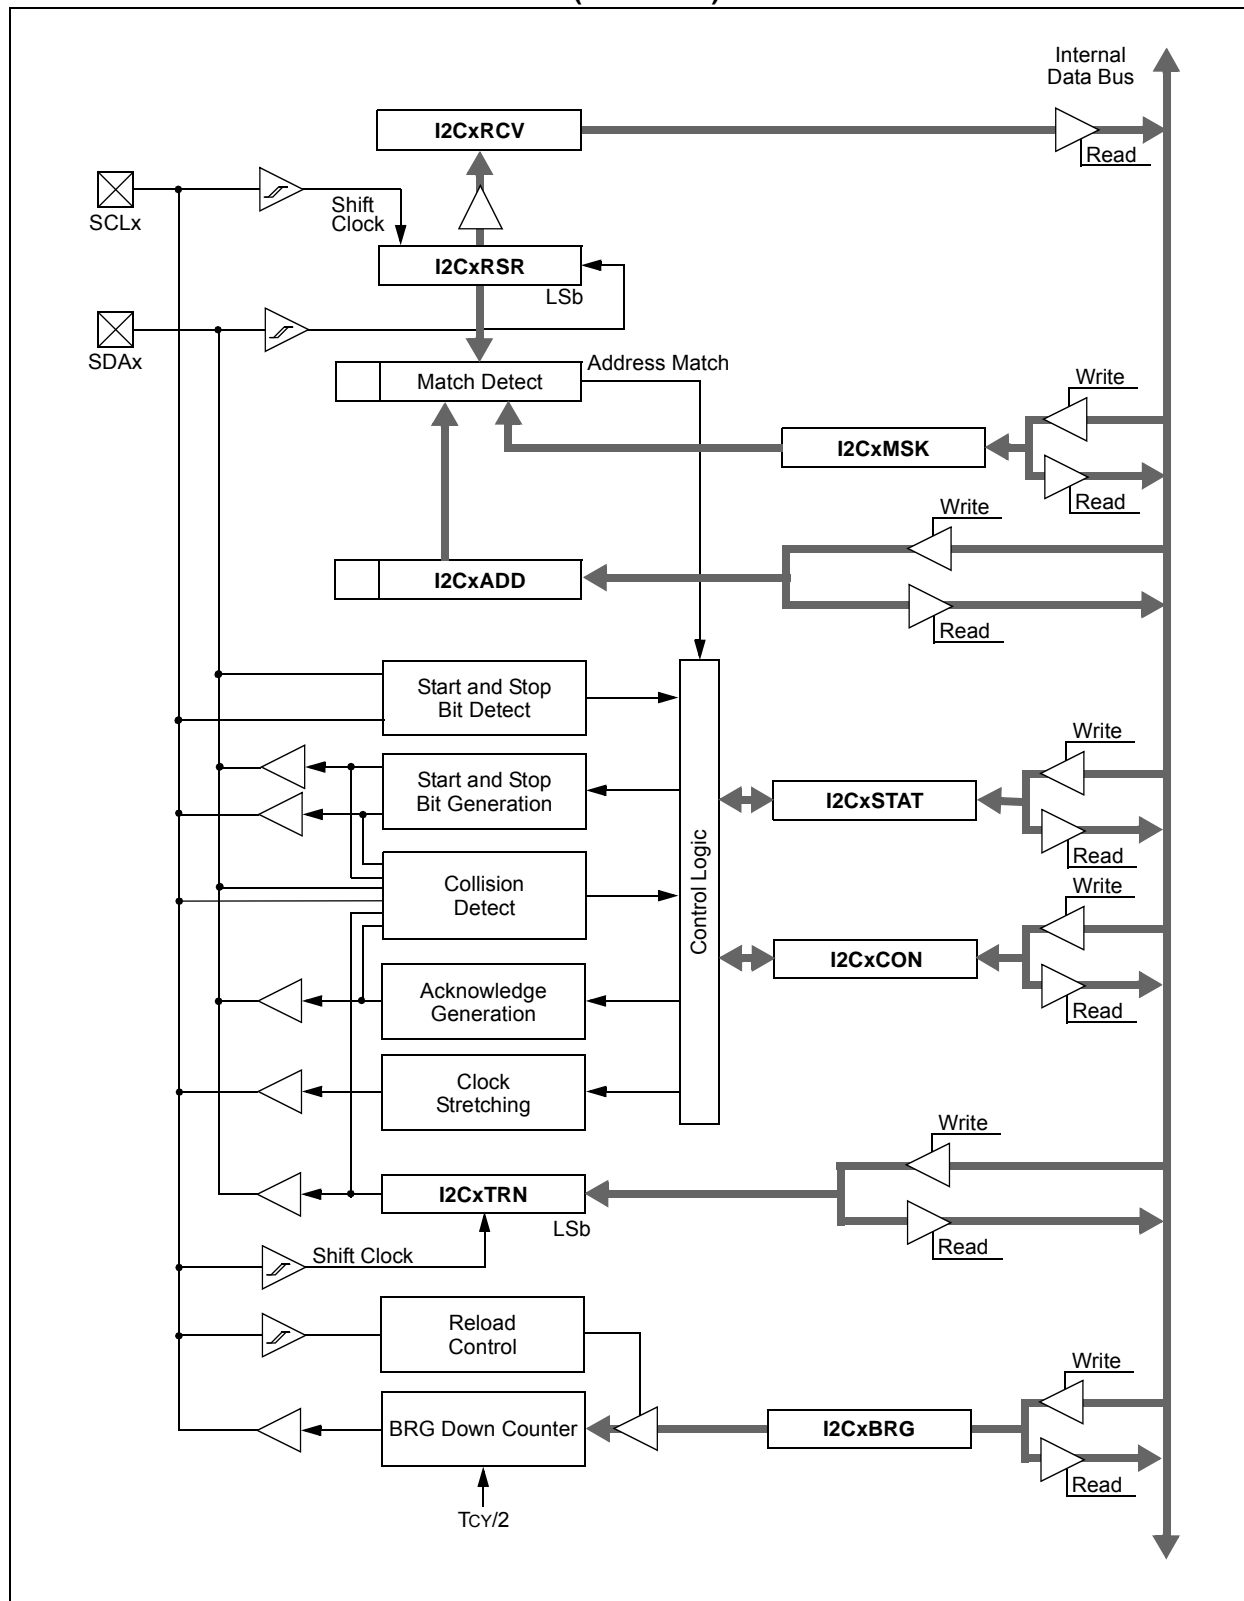 Internal
Data Bus
I2CxRCV
Read
SCLx
Shift
Clock
I2CxRSR
LSb
SDAx
Address Match
Match Detect
Write
I2CxMSK
Read
Write
I2CxADD
Read
Start and Stop
Bit Detect
Write
Start and Stop
Bit Generation
I2CxSTAT
Read
Control Logic
Collision
Detect
Write
I2CxCON
Acknowledge
Generation
Read
Clock
Stretching
Write
I2CxTRN
LSb
Read
Shift Clock
Reload
Control
Write
BRG Down Counter
I2CxBRG
Read
TCY/2